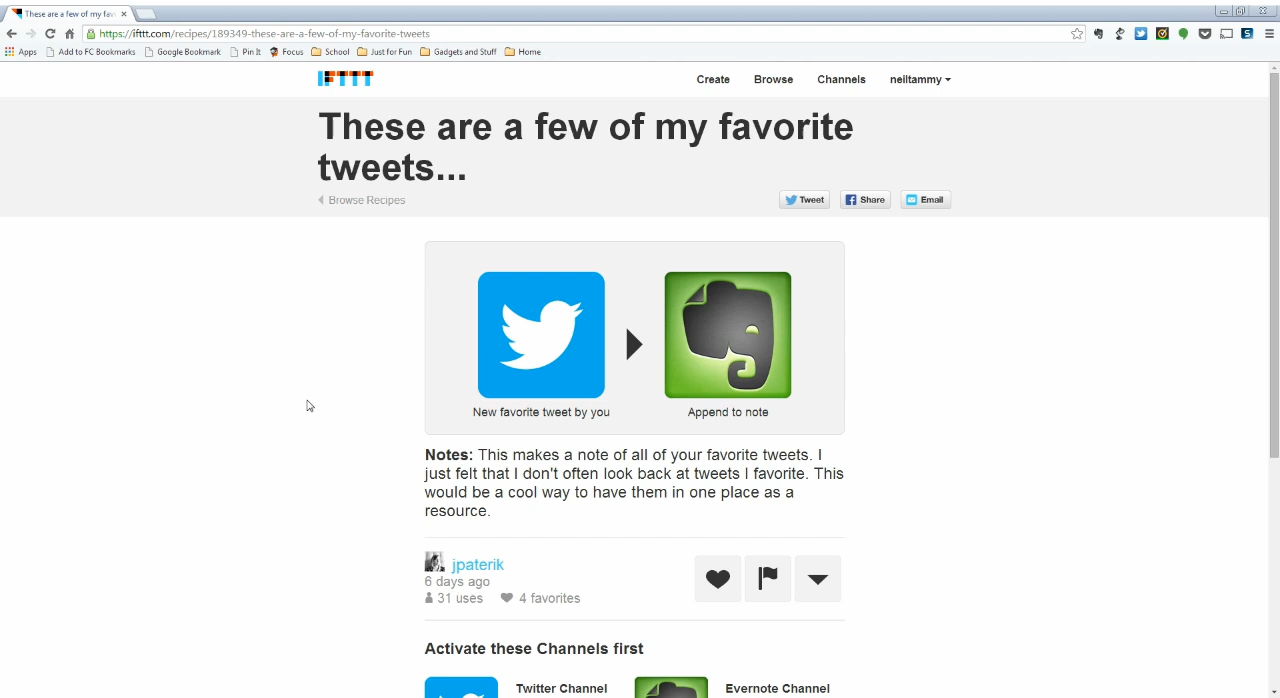 These are a few of my fav
https://ifttt.com/recipes/189349-these-are-a-few-of-my-favorite-tweets
Apps Add to FC Bookmarks Google Bookmark Pin It Focus School Just for Fun Gadgets and Stuff Home
IFTTT Create Browse Channels neiltammy
These are a few of my favorite
tweets...
Browse Recipes Tweet Share Email
New favorite tweet by you Append to note
Notes: This makes a note of all of your favorite tweets. I
just felt that I don't often look back at tweets I favorite. This
would be a cool way to have them in one place as a
resource.
jpaterik
6 days ago
31 uses 4 favorites
Activate these Channels first
Twitter Channel Evernote Channel